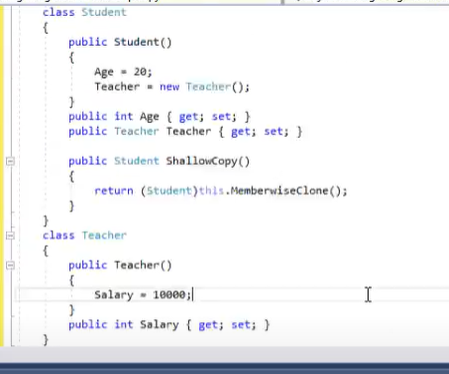 class Student
{
public Student()
{
Age = 20;
Teacher = new Teacher();
}
public int Age { get; set; }
public Teacher Teacher { get; set; }
public Student ShallowCopy()
{
return (Student)this.MemberwiseClone();
}
}
class Teacher
{
public Teacher()
{
Salary = 10000;
}
public int Salary { get; set; }
}